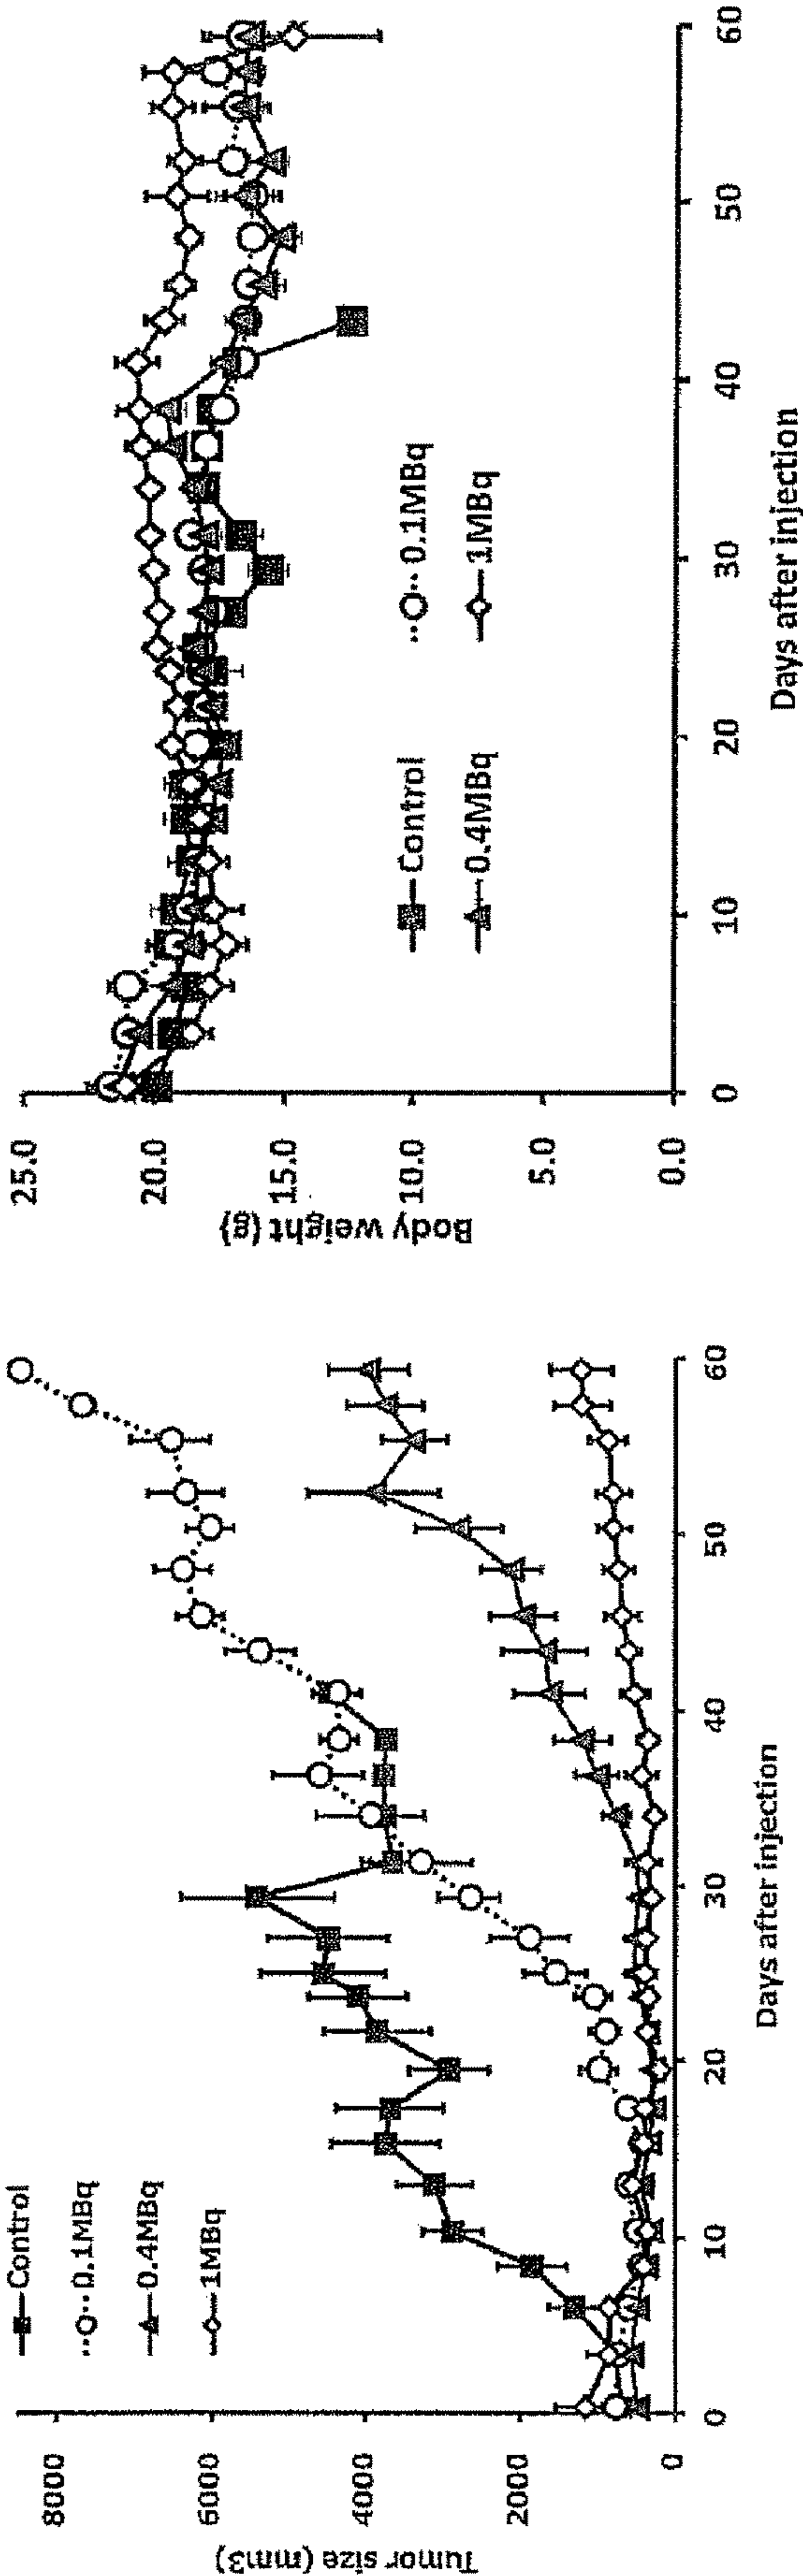 Control
0.1MBq
0.4MBq
1MBq
Tumor size (mm3)
8000
6000
4000
2000
0
0
10
20
30
40
50
60
Days after injection
Body weight (g)
25.0
20.0
15.0
10.0
5.0
0.0
Control
0.1MBq
0.4MBq
1MBq
0
10
20
30
40
50
60
Days after injection